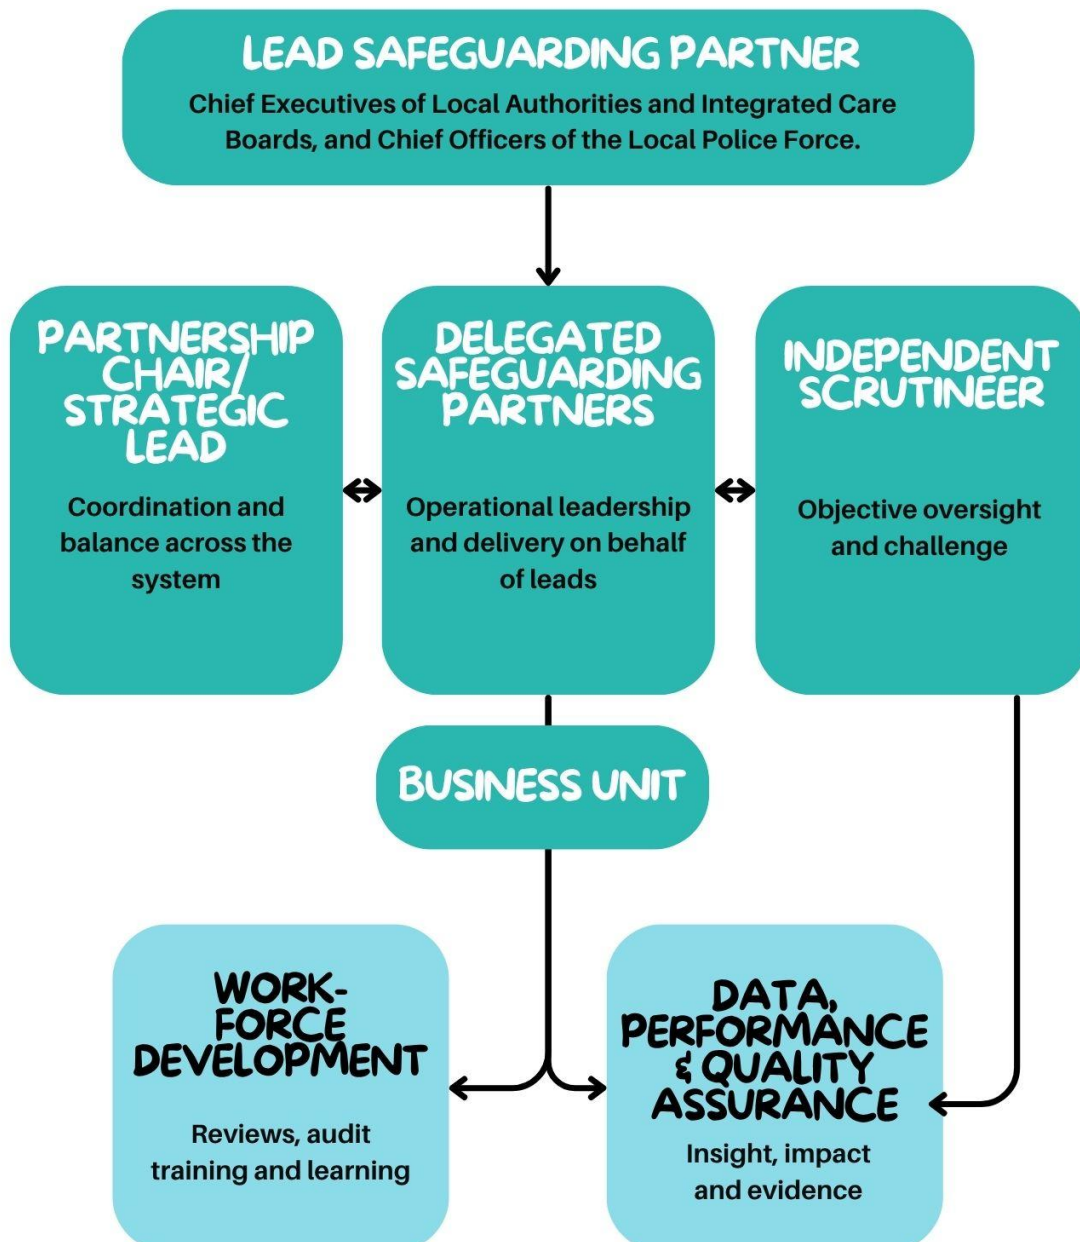 LEAD SAFEGUARDING PARTNER
Chief Executives of Local Authorities and Integrated Care
Boards, and Chief Officers of the Local Police Force.
PARTNERSHIP
CHAIR/
STRATEGIC
LEAD
Coordination and
balance across the
system
DELEGATED
SAFEGUARDING
PARTNERS
Operational leadership
and delivery on behalf
of leads
INDEPENDENT
SCRUTINEER
Objective oversight
and challenge
BUSINESS UNIT
WORK-
FORCE
DEVELOPMENT
Reviews, audit
training and learning
DATA,
PERFORMANCE
& QUALITY
ASSURANCE
Insight, impact
and evidence